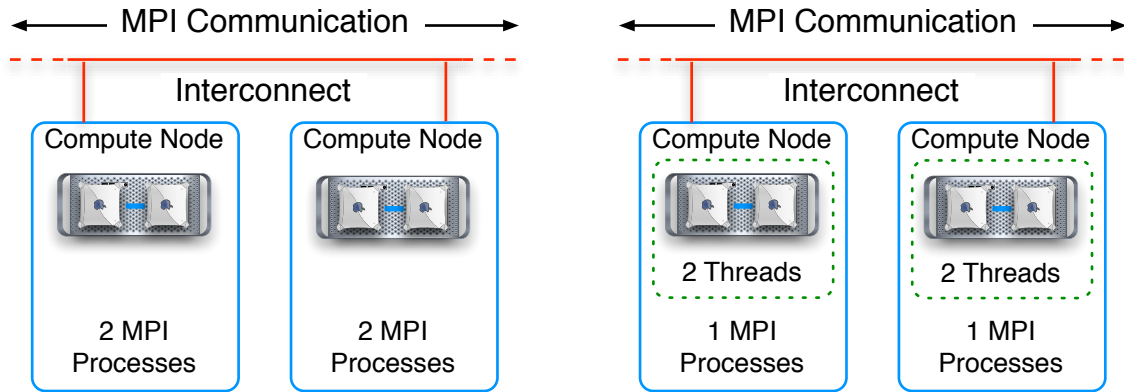 MPI Communication
Interconnect
Compute Node
2 MPI
Processes
Compute Node
2 MPI
Processes
MPI Communication
Interconnect
Compute Node
2 Threads
1 MPI
Processes
Compute Node
2 Threads
1 MPI
Processes